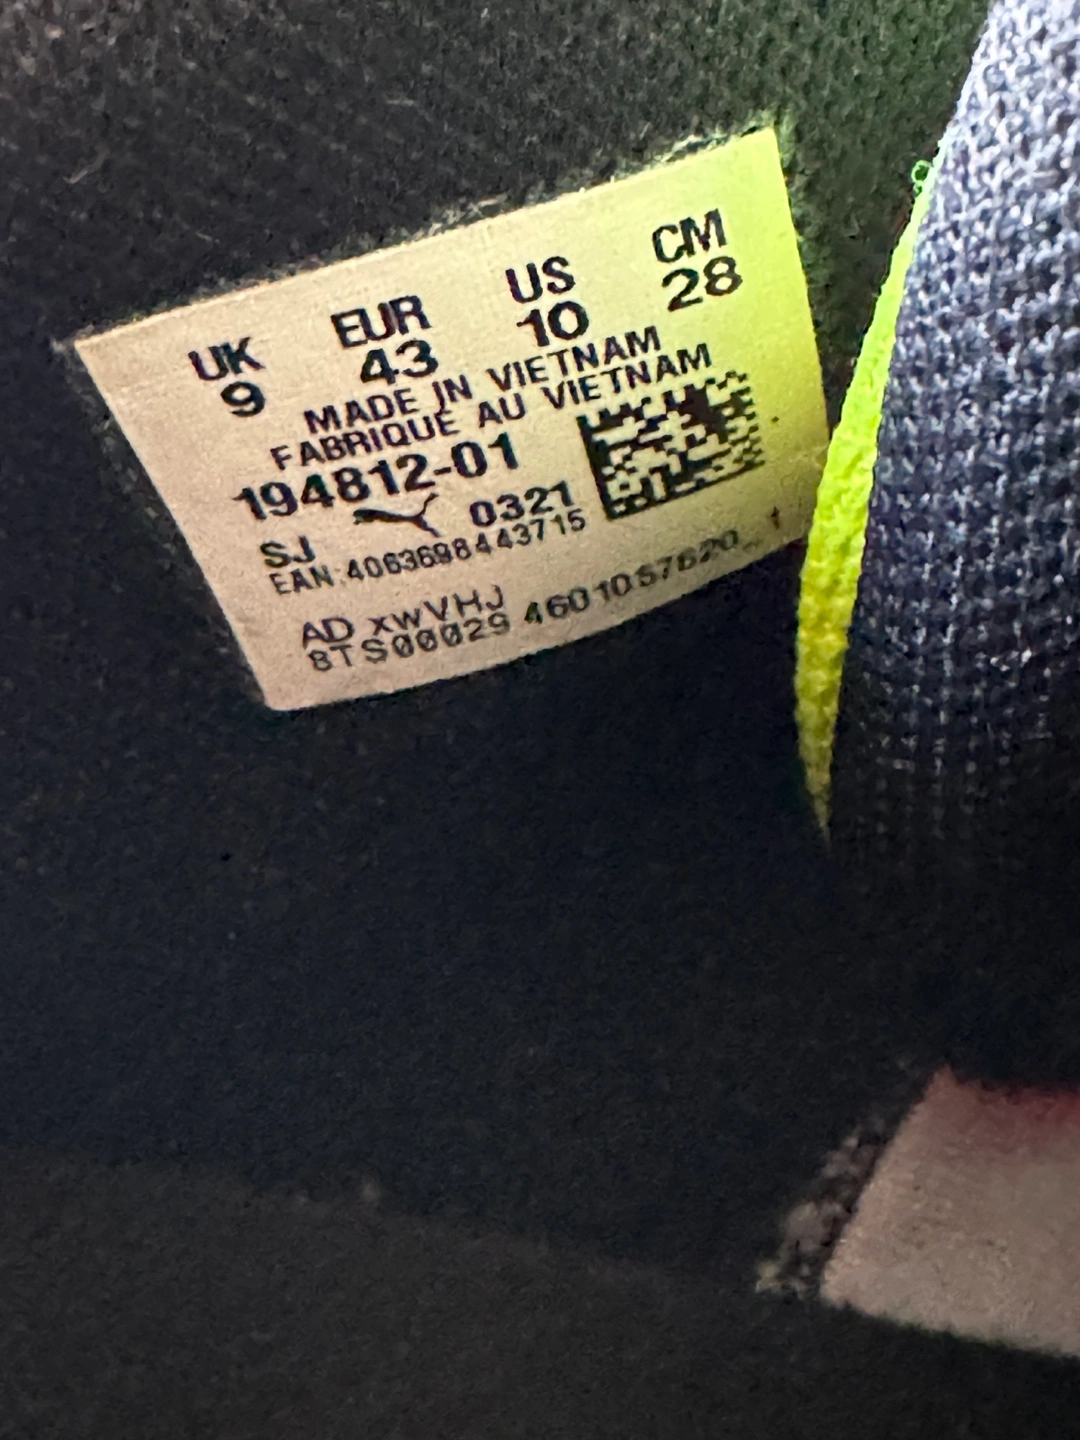 UK EUR US CM
9 43 10 28
MADE IN VIETNAM
FABRIQUE AU VIETNAM
194812-01
SJ 0321
EAN:4063698443715
AD xwVHJ
8TS00029 4601057620 1